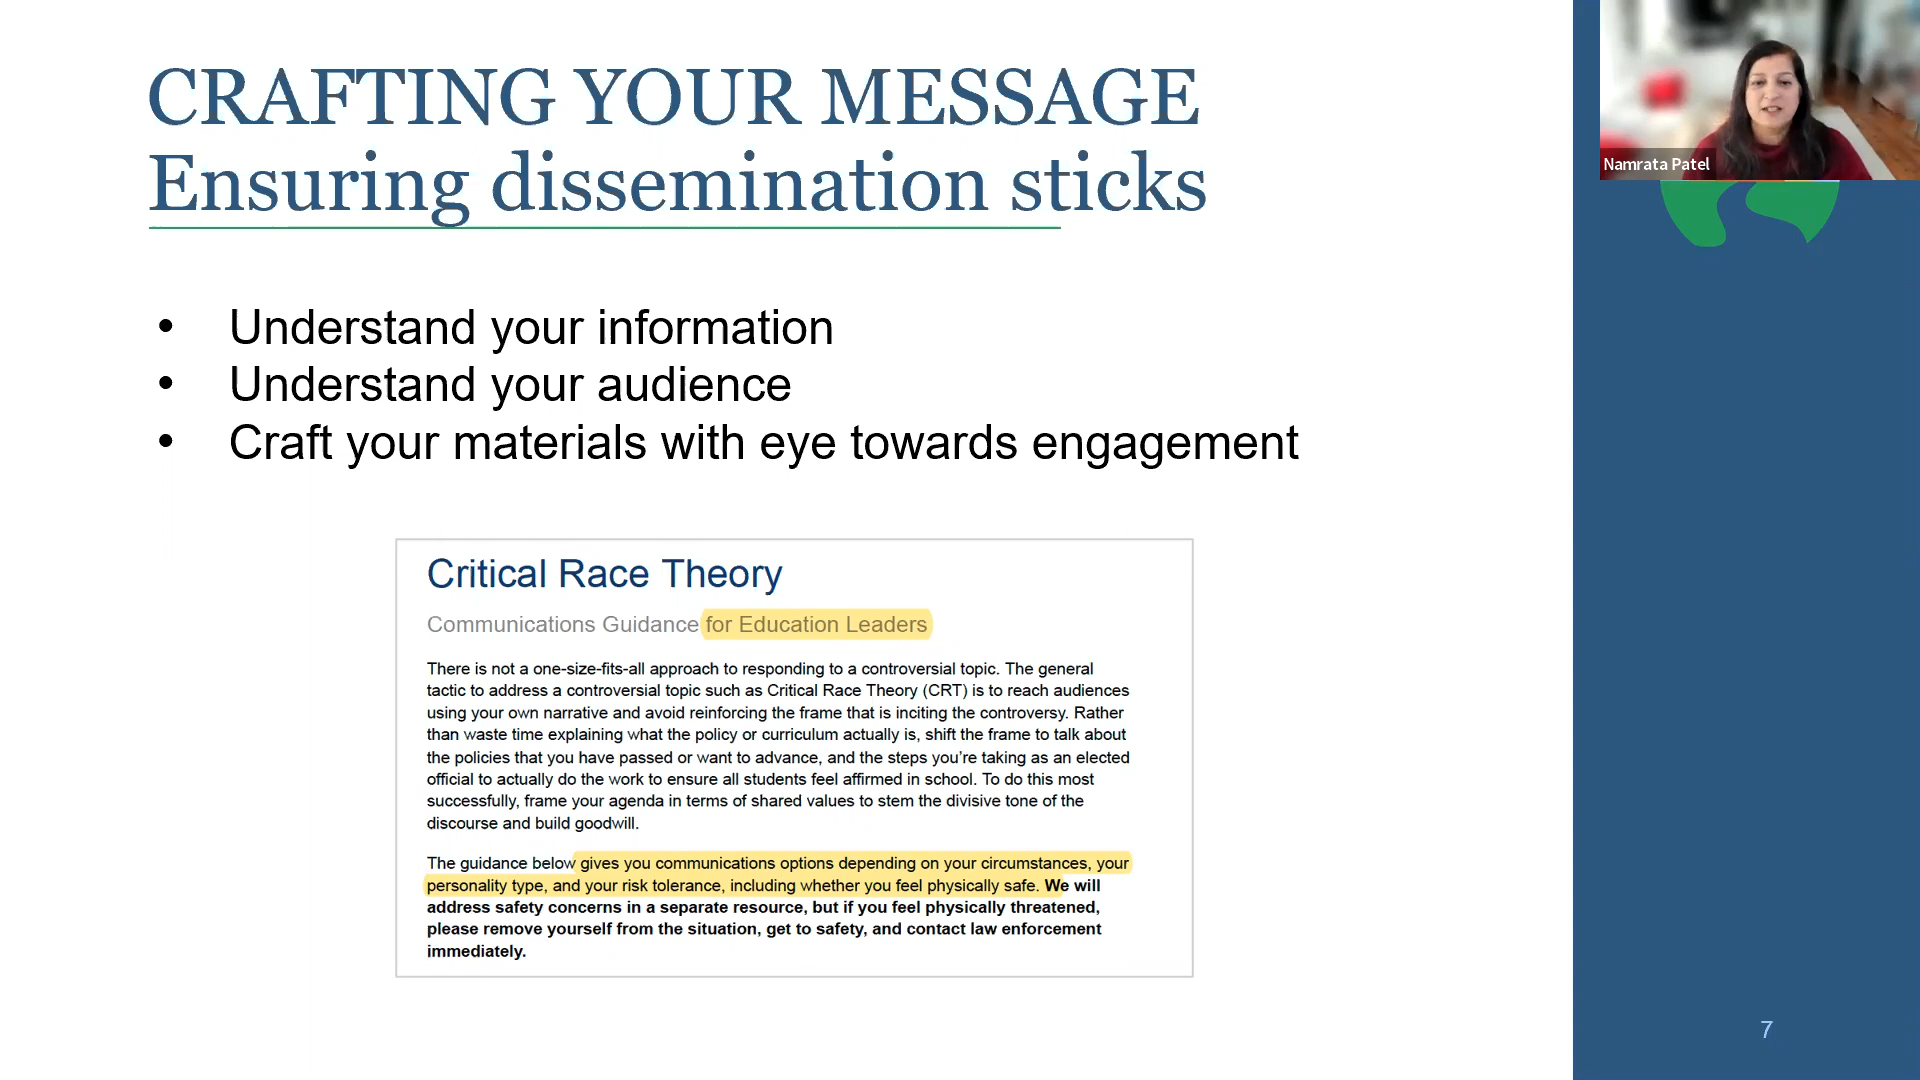 CRAFTING YOUR MESSAGE
Ensuring dissemination sticks
• Understand your information
• Understand your audience
• Craft your materials with eye towards engagement
Critical Race Theory
Communications Guidance for Education Leaders
There is not a one-size-fits-all approach to responding to a controversial topic. The general
tactic to address a controversial topic such as Critical Race Theory (CRT) is to reach audiences
using your own narrative and avoid reinforcing the frame that is inciting the controversy. Rather
than waste time explaining what the policy or curriculum actually is, shift the frame to talk about
the policies that you have passed or want to advance, and the steps you’re taking as an elected
official to actually do the work to ensure all students feel affirmed in school. To do this most
successfully, frame your agenda in terms of shared values to stem the divisive tone of the
discourse and build goodwill.
The guidance below gives you communications options depending on your circumstances, your
personality type, and your risk tolerance, including whether you feel physically safe. We will
address safety concerns in a separate resource, but if you feel physically threatened,
please remove yourself from the situation, get to safety, and contact law enforcement
immediately.
Namrata Patel
7